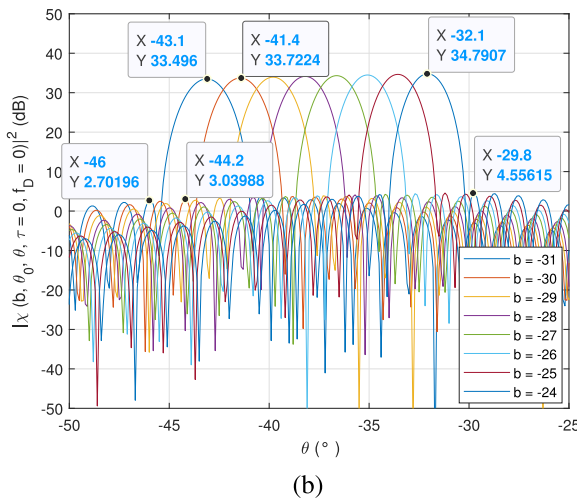 50
40
30
20
10
0
-10
-20
-30
-40
-50
|χ (b, θ0, θ, τ = 0, fD = 0)|² (dB)
X -43.1
Y 33.496
X -41.4
Y 33.7224
X -32.1
Y 34.7907
X -46
Y 2.70196
X -44.2
Y 3.03988
X -29.8
Y 4.55615
b = -31
b = -30
b = -29
b = -28
b = -27
b = -26
b = -25
b = -24
-50
-45
-40
-35
-30
-25
θ (°)
(b)